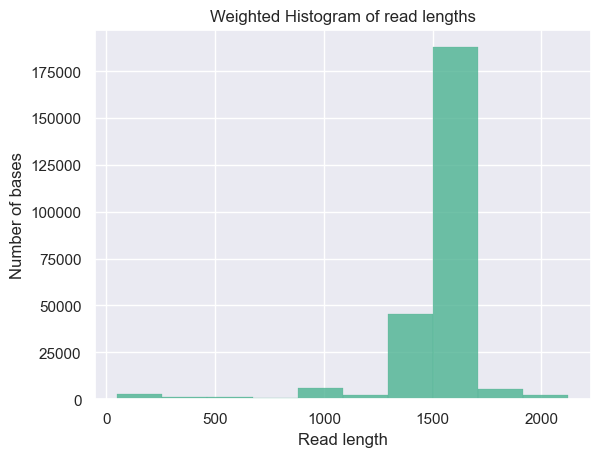 Weighted Histogram of read lengths
Number of bases
175000
150000
125000
100000
75000
50000
25000
0
0 500 1000 1500 2000
Read length